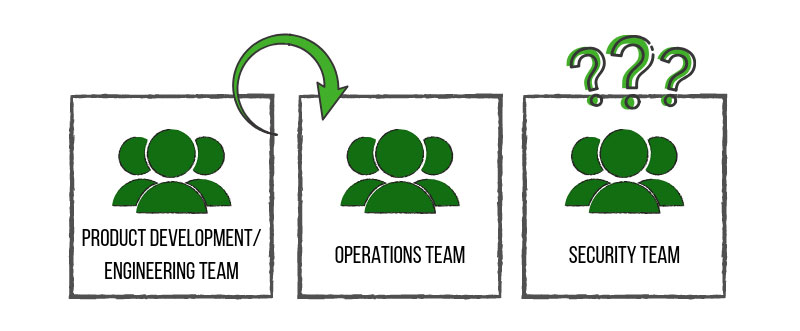 ???
PRODUCT DEVELOPMENT/
ENGINEERING TEAM
OPERATIONS TEAM
SECURITY TEAM